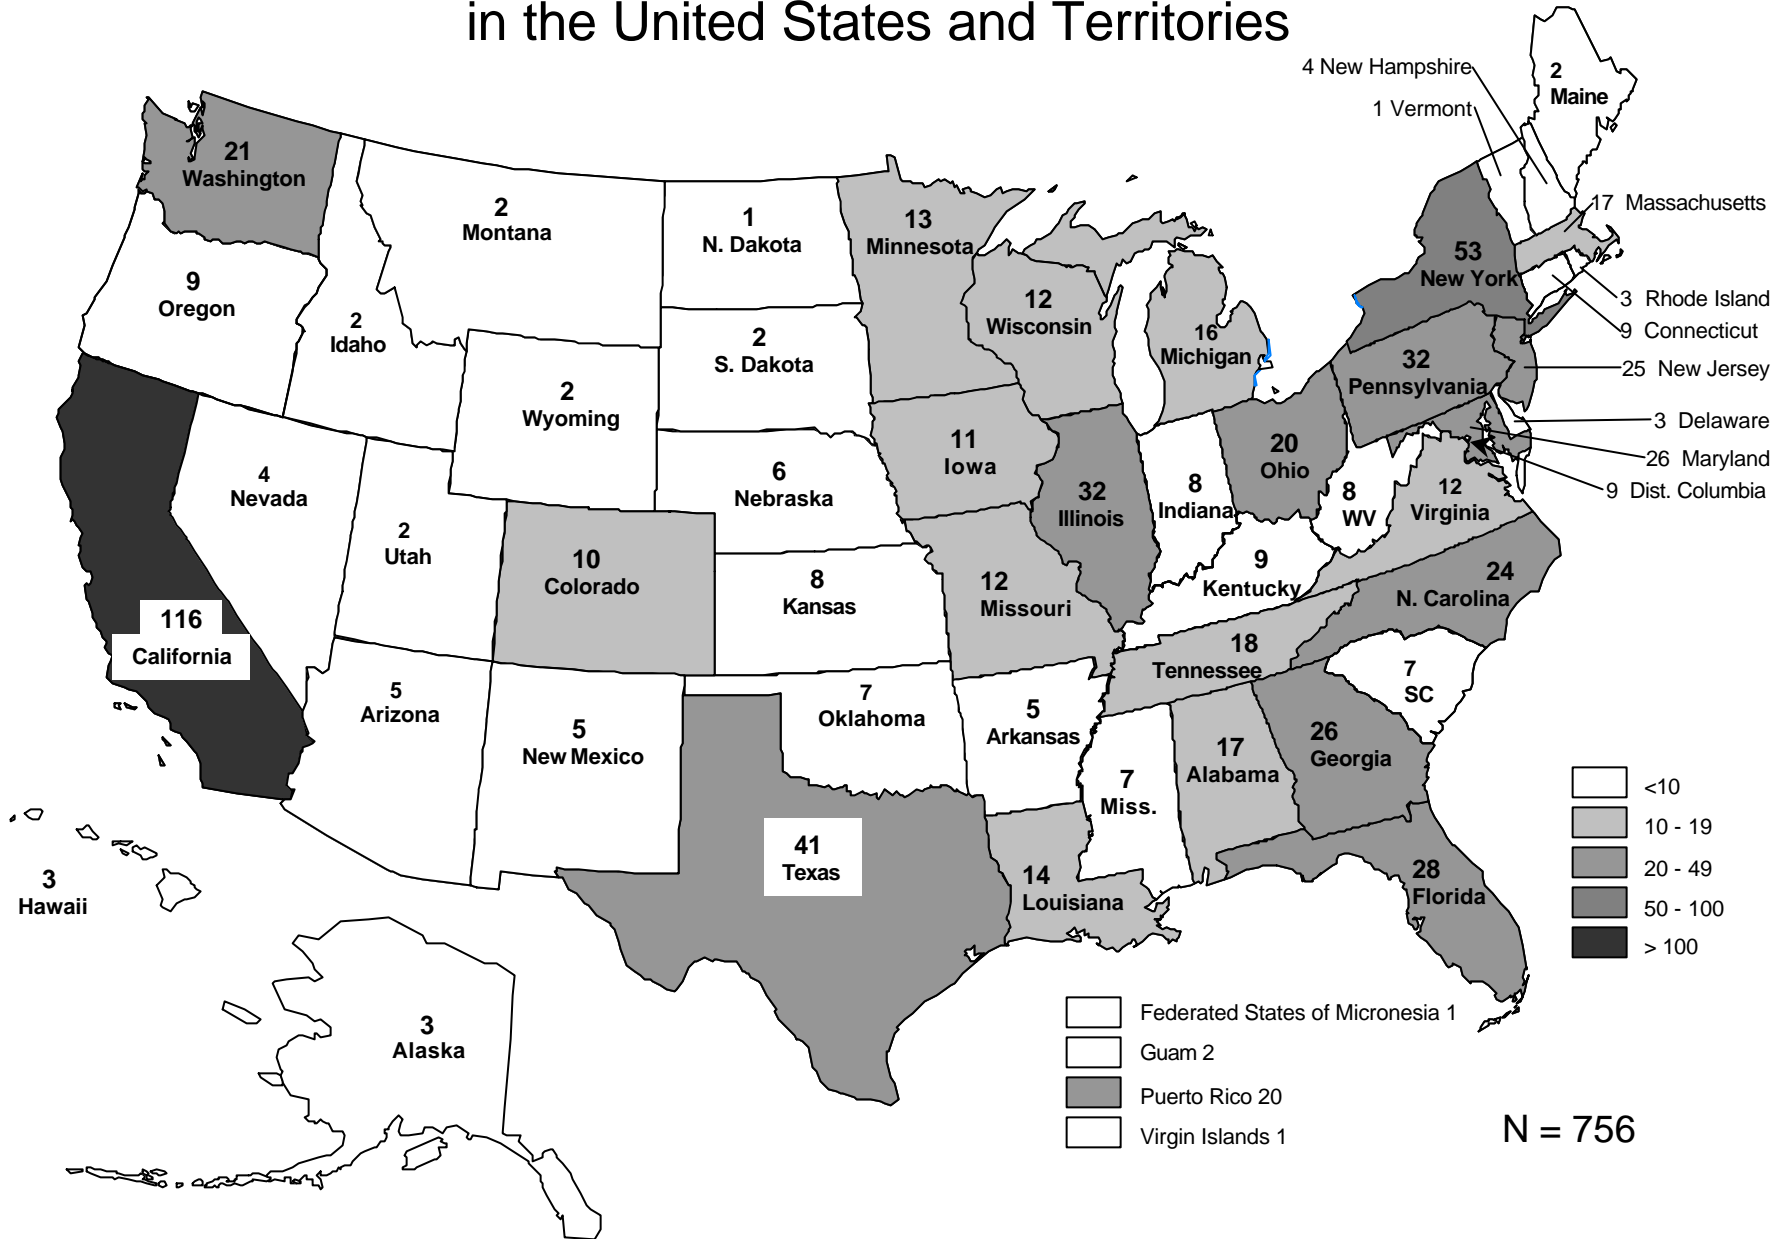 in the United States and Territories
4 New Hampshire
1 Vermont
2
Maine
21
Washington
2
Montana
1
N. Dakota
13
Minnesota
17 Massachusetts
53
New York
9
Oregon
2
Idaho
12
Wisconsin
16
Michigan
3 Rhode Island
9 Connecticut
2
S. Dakota
32
Pennsylvania
25 New Jersey
2
Wyoming
3 Delaware
11
Iowa
20
Ohio
26 Maryland
9 Dist. Columbia
4
Nevada
6
Nebraska
32
Illinois
8
Indiana
8
WV
12
Virginia
2
Utah
10
Colorado
8
Kansas
12
Missouri
9
Kentucky
24
N. Carolina
116
California
18
Tennessee
7
SC
5
Arizona
5
New Mexico
7
Oklahoma
5
Arkansas
7
Miss.
17
Alabama
26
Georgia
41
Texas
14
Louisiana
28
Florida
3
Hawaii
3
Alaska
<10
10 - 19
20 - 49
50 - 100
> 100
Federated States of Micronesia 1
Guam 2
Puerto Rico 20
Virgin Islands 1
N = 756